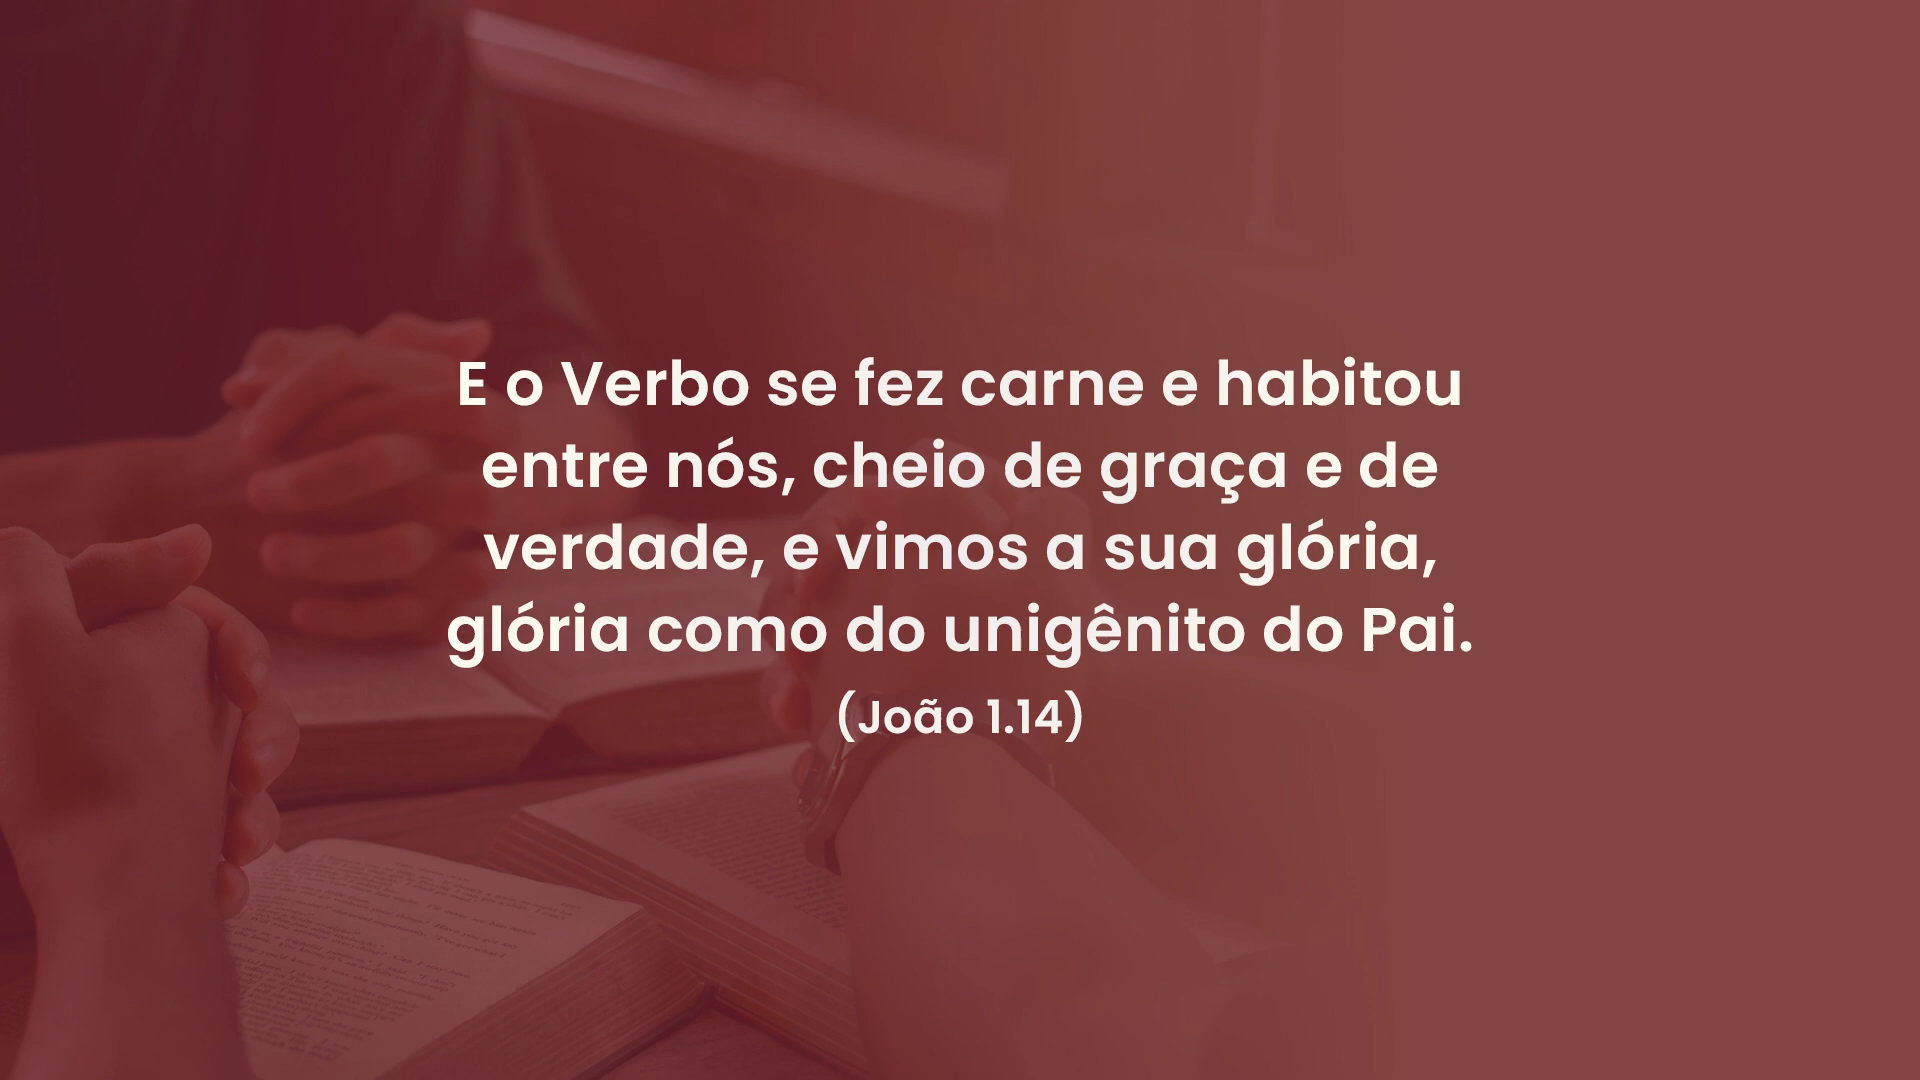 E o Verbo se fez carne e habitou
entre nós, cheio de graça e de
verdade, e vimos a sua glória,
glória como do unigênito do Pai.
(João 1.14)